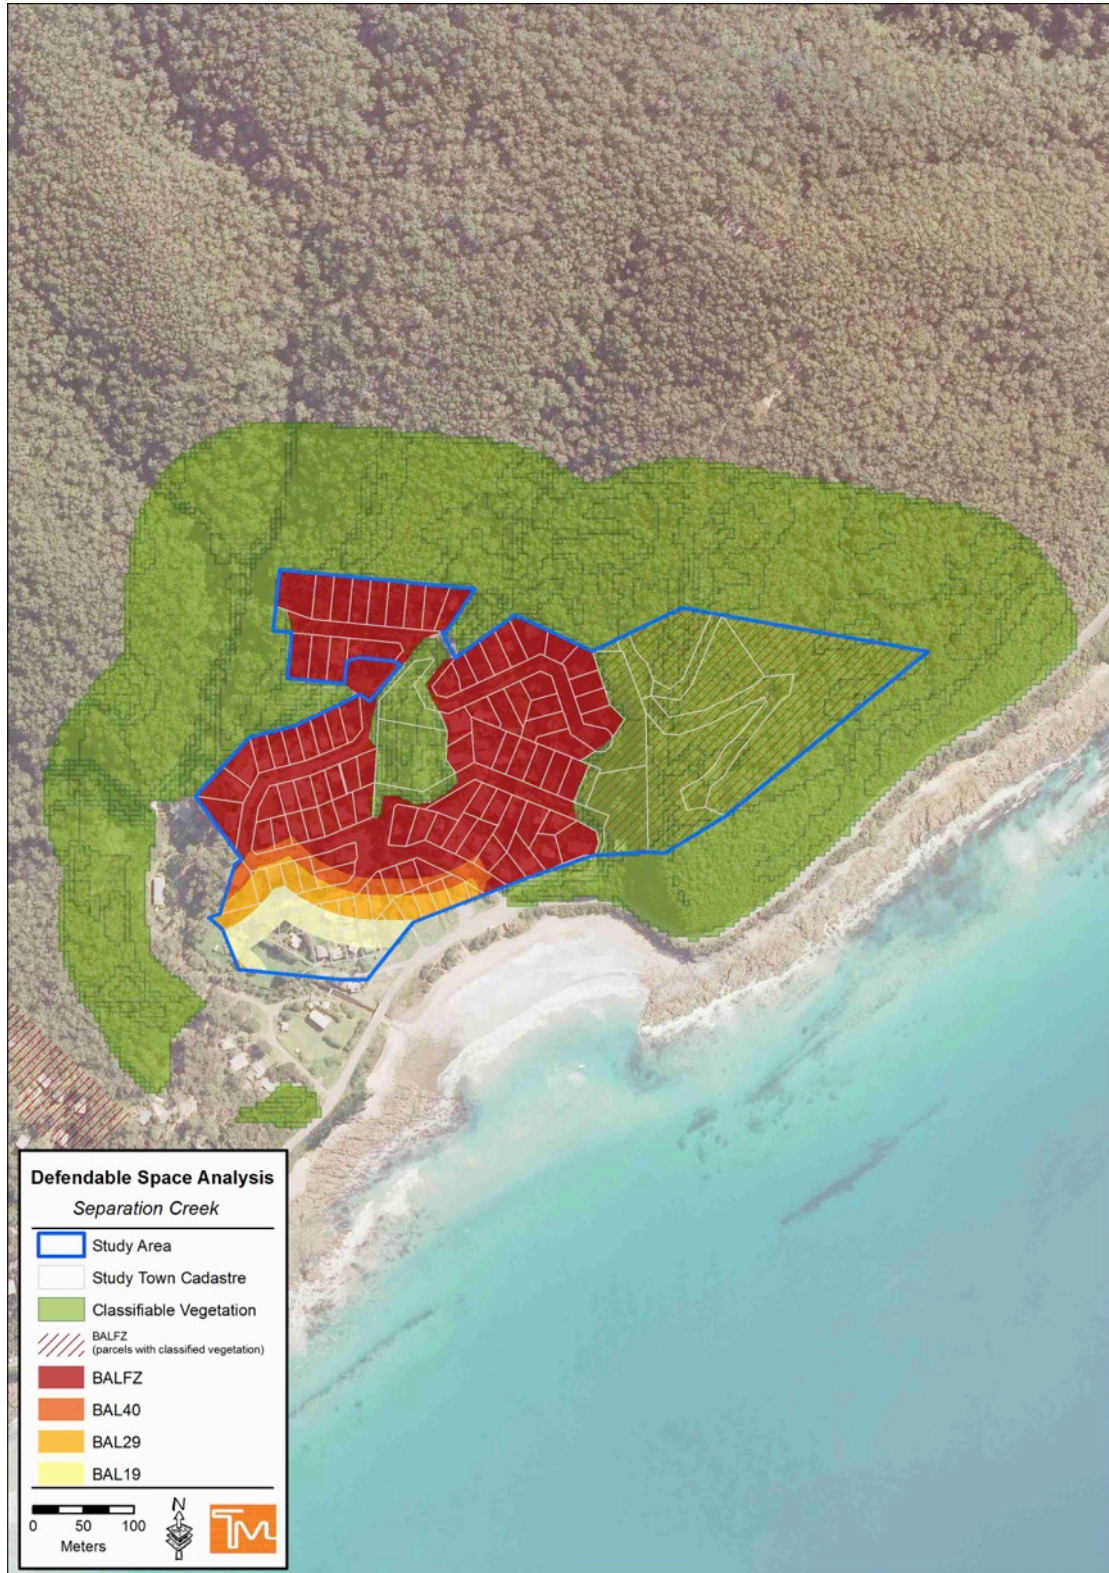 Defendable Space Analysis
Separation Creek
Study Area
Study Town Cadastre
Classifiable Vegetation
BALFZ
(parcels with classified vegetation)
BALFZ
BAL40
BAL29
BAL19
N
0 50 100
Meters
TM